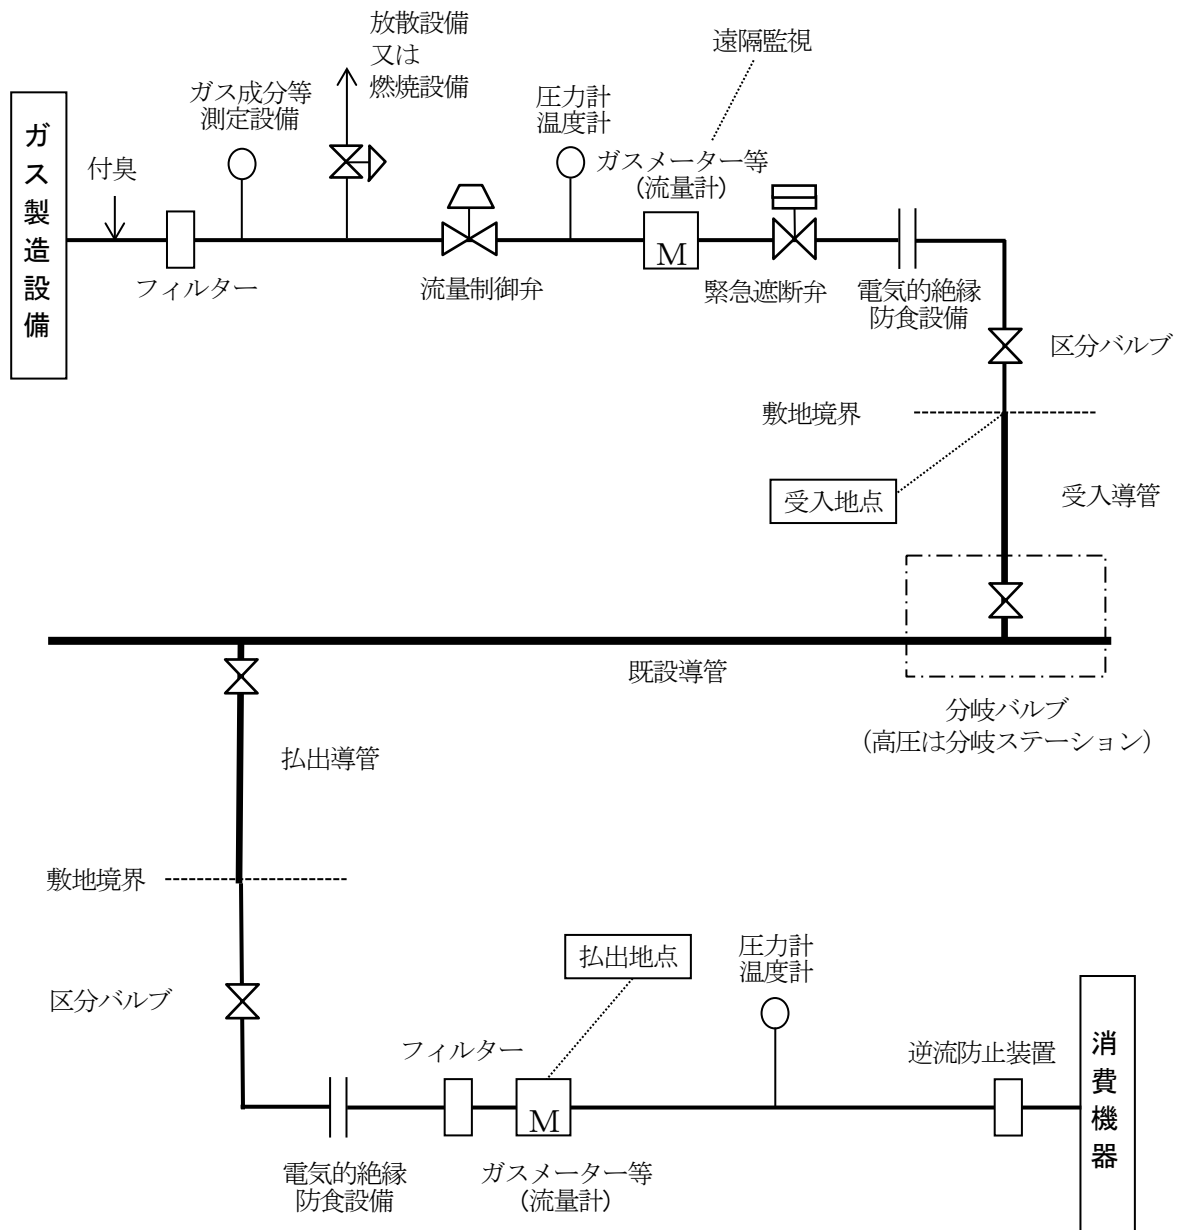 放散設備
又は
燃焼設備
遠隔監視
ガス成分等
測定設備
圧力計
温度計
ガス製造設備
付臭
ガスメーター等
(流量計)
M
フィルター
流量制御弁
緊急遮断弁
電気的絶縁
防食設備
区分バルブ
敷地境界
受入地点
受入導管
既設導管
分岐バルブ
(高圧は分岐ステーション)
払出導管
敷地境界
払出地点
圧力計
温度計
区分バルブ
フィルター
逆流防止装置
消費機器
M
電気的絶縁
防食設備
ガスメーター等
(流量計)